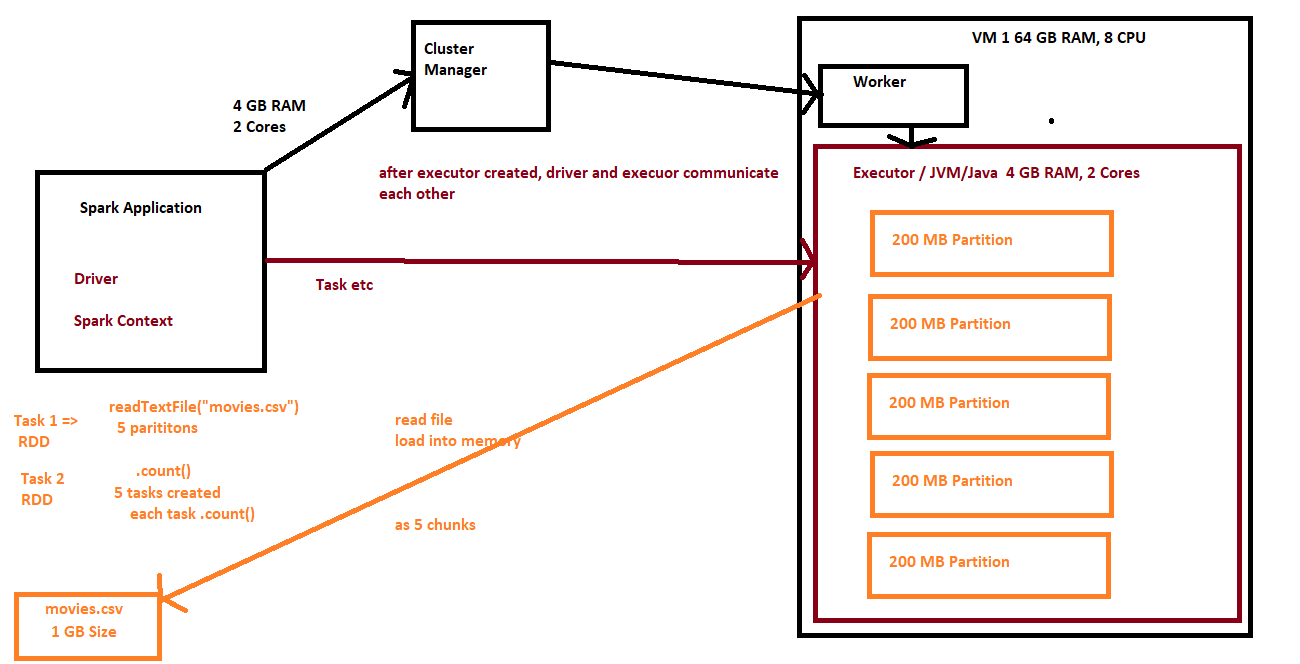 VM 1 64 GB RAM, 8 CPU
Cluster
Manager
Worker
4 GB RAM
2 Cores
after executor created, driver and execuor communicate
each other
Executor / JVM/Java  4 GB RAM, 2 Cores
Spark Application
Driver
Spark Context
Task etc
200 MB Partition
200 MB Partition
200 MB Partition
200 MB Partition
200 MB Partition
Task 1 =>
RDD
readTextFile("movies.csv")
5 parititons
read file
load into memory
Task 2
RDD
.count()
5 tasks created
each task .count()
as 5 chunks
movies.csv
1 GB Size